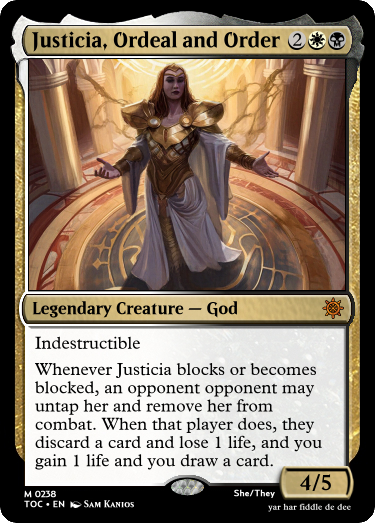 Justicia, Ordeal and Order 2
Legendary Creature — God
Indestructible
Whenever Justicia blocks or becomes
blocked, an opponent opponent may
untap her and remove her from
combat. When that player does, they
discard a card and lose 1 life, and you
gain 1 life and you draw a card.
4/5
M 0238
TOC • EN Sam Kanios
She/They
yar har fiddle de dee